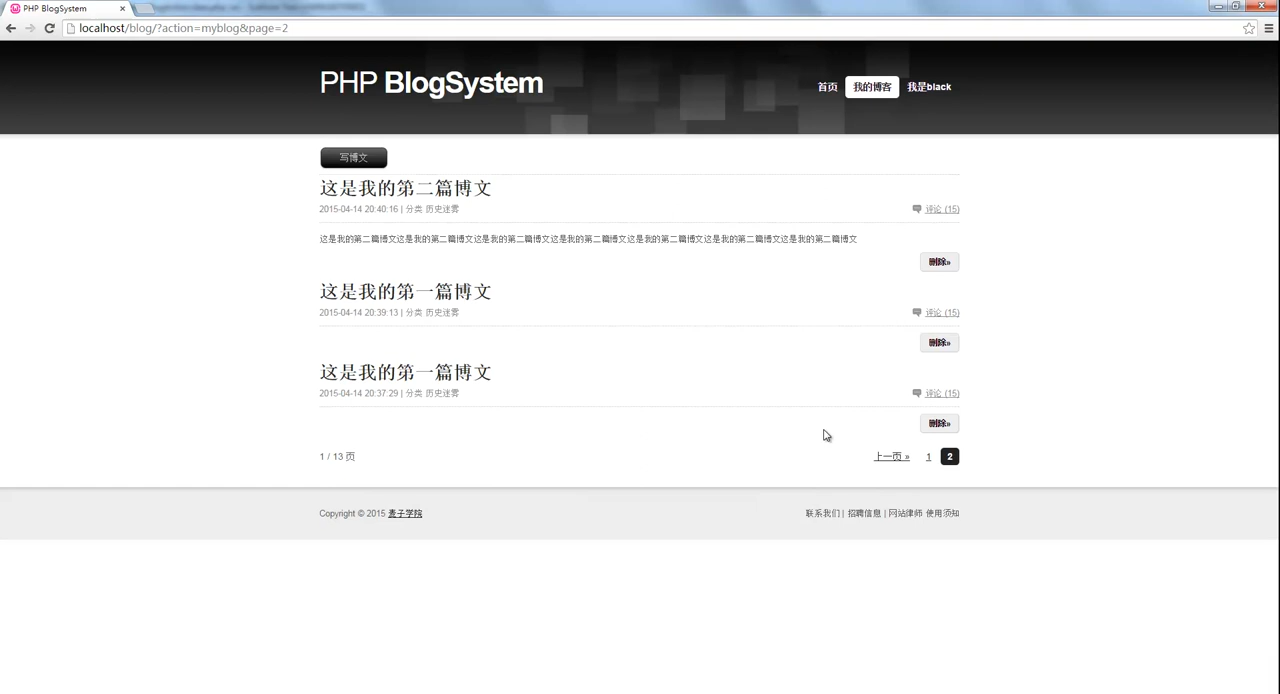 PHP BlogSystem
localhost/blog/?action=myblog&page=2
PHP BlogSystem
首页 我的博客 我是black
写博文
这是我的第二篇博文
2015-04-14 20:40:16 | 分类 历史迷雾 评论 (15)
这是我的第二篇博文这是我的第二篇博文这是我的第二篇博文这是我的第二篇博文这是我的第二篇博文这是我的第二篇博文这是我的第二篇博文
删除»
这是我的第一篇博文
2015-04-14 20:39:13 | 分类 历史迷雾 评论 (15)
删除»
这是我的第一篇博文
2015-04-14 20:37:29 | 分类 历史迷雾 评论 (15)
删除»
1 / 13 页 上一页 » 1 2
Copyright © 2015 麦子学院 联系我们 | 招聘信息 | 网站律师 使用须知